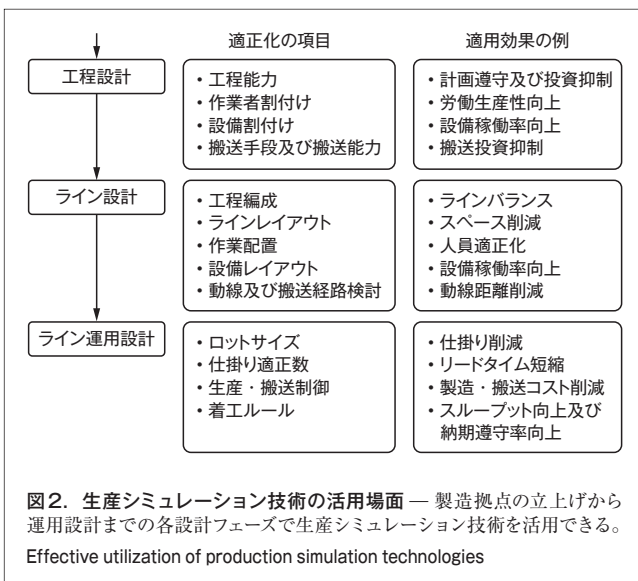 適正化の項目
適用効果の例
工程設計
・工程能力
・作業者割付け
・設備割付け
・搬送手段及び搬送能力
・計画遵守及び投資抑制
・労働生産性向上
・設備稼働率向上
・搬送投資抑制
ライン設計
・工程編成
・ラインレイアウト
・作業配置
・設備レイアウト
・動線及び搬送経路検討
・ラインバランス
・スペース削減
・人員適正化
・設備稼働率向上
・動線距離削減
ライン運用設計
・ロットサイズ
・仕掛り適正数
・生産・搬送制御
・着工ルール
・仕掛り削減
・リードタイム短縮
・製造・搬送コスト削減
・スループット向上及び
納期遵守率向上
図2. 生産シミュレーション技術の活用場面 — 製造拠点の立上げから
運用設計までの各設計フェーズで生産シミュレーション技術を活用できる。
Effective utilization of production simulation technologies